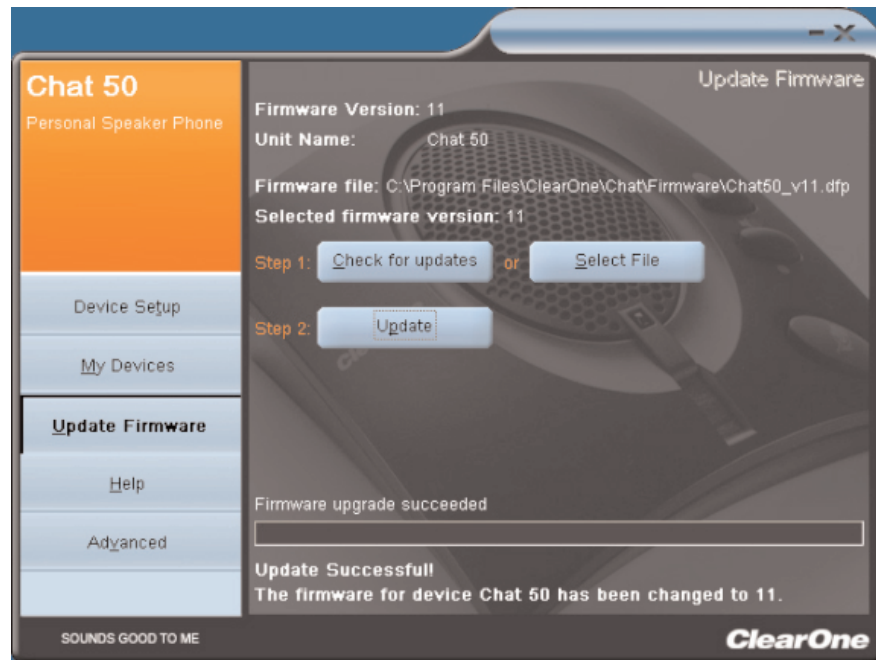 Chat 50
Personal Speaker Phone
Device Setup
My Devices
Update Firmware
Help
Advanced
SOUNDS GOOD TO ME
Update Firmware
Firmware Version: 11
Unit Name: Chat 50
Firmware file: C:\Program Files\ClearOne\Chat\Firmware\Chat50_v11.dfp
Selected firmware version: 11
Step 1: Check for updates or Select File
Step 2: Update
Firmware upgrade succeeded
Update Successful!
The firmware for device Chat 50 has been changed to 11.
ClearOne